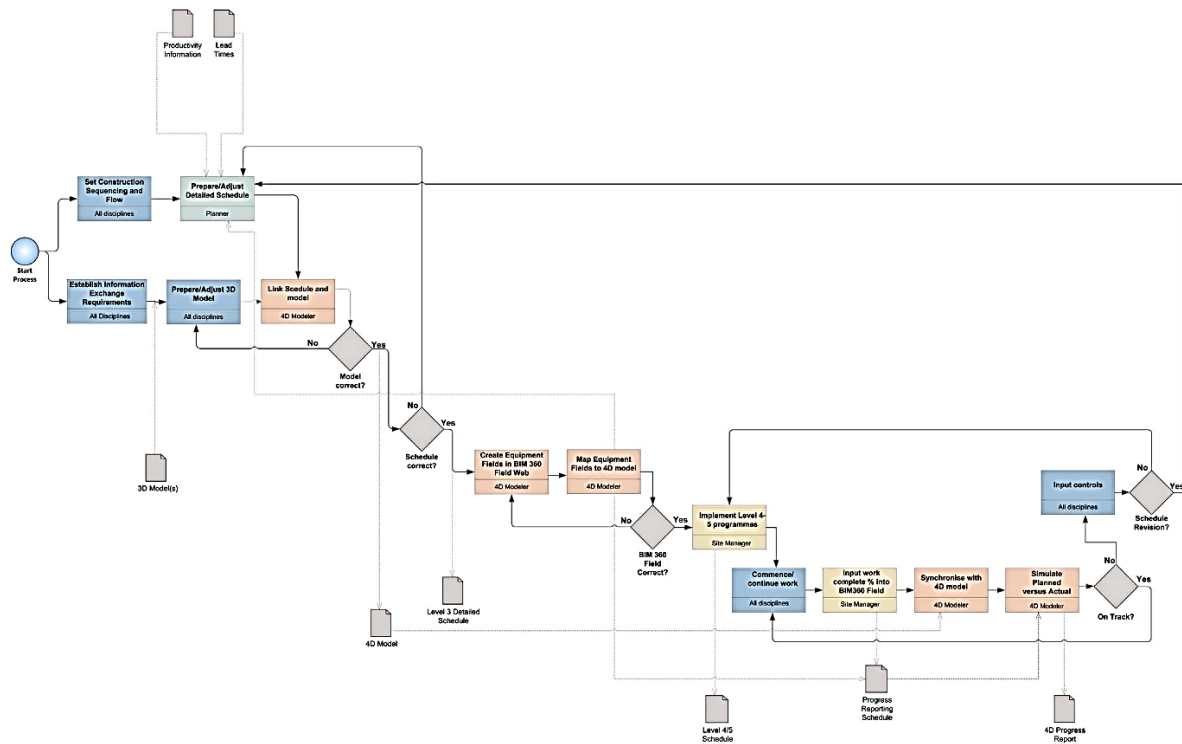 Productivity
Information
Lead
Times
Set Construction
Sequencing and
Flow
All disciplines
Prepare/Adjust
Detailed Schedule
Planner
Start
Process
Establish Information
Exchange
Requirements
All Disciplines
Prepare/Adjust 3D
Model
All disciplines
Link Scedule and
model
4D Modeler
No
Yes
Model
correct?
No
Yes
Schedule
correct?
3D Model(s)
Create Equipment
Fields in BIM 360
Field Web
4D Modeler
Map Equipment
Fields to 4D model
4D Modeler
No
Yes
BIM 360
Field
Correct?
Implement Level 4-
5 programmes
Site Manager
Input controls
All disciplines
No
Yes
Schedule
Revision?
Commence/
continue work
All disciplines
Input work
complete % into
BIM360 Field
Site Manager
Synchronise with
4D model
4D Modeler
Simulate
Planned
versus Actual
4D Modeler
No
Yes
On Track?
Level 3 Detailed
Schedule
4D Model
Level 4/5
Schedule
Progress
Reporting
Schedule
4D Progress
Report